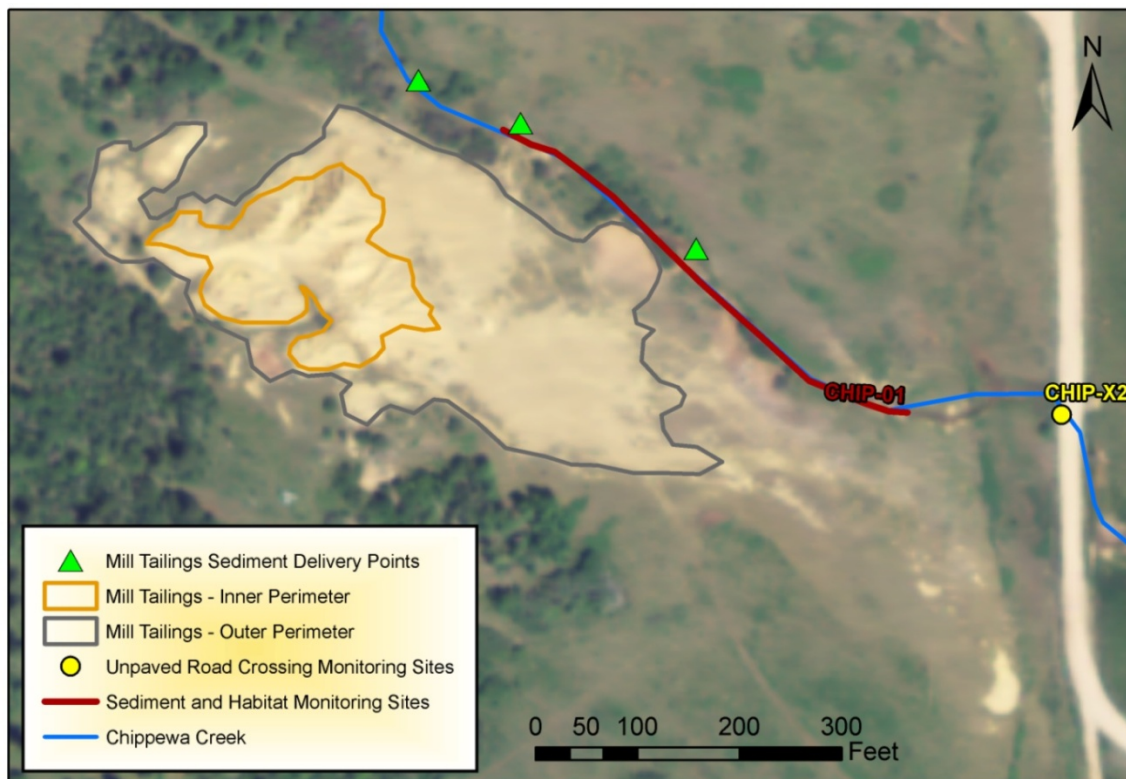 N
CHIP-01
CHIP-X2
Mill Tailings Sediment Delivery Points
Mill Tailings - Inner Perimeter
Mill Tailings - Outer Perimeter
Unpaved Road Crossing Monitoring Sites
Sediment and Habitat Monitoring Sites
Chippewa Creek
0 50 100 200 300
Feet